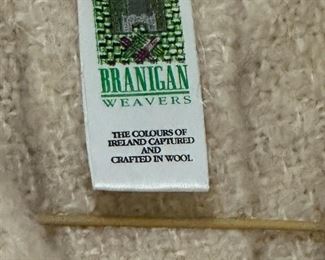 BRANIGAN
WEAVERS
THE COLOURS OF
IRELAND CAPTURED
AND
CRAFTED IN WOOL.